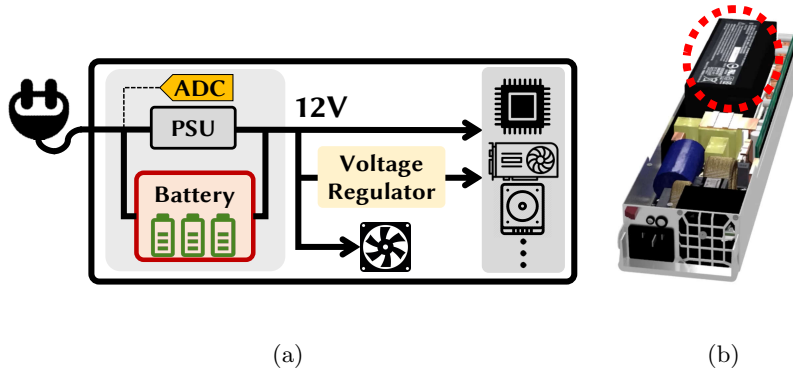 ADC
12V
PSU
Voltage
Regulator
Battery
(a)
(b)